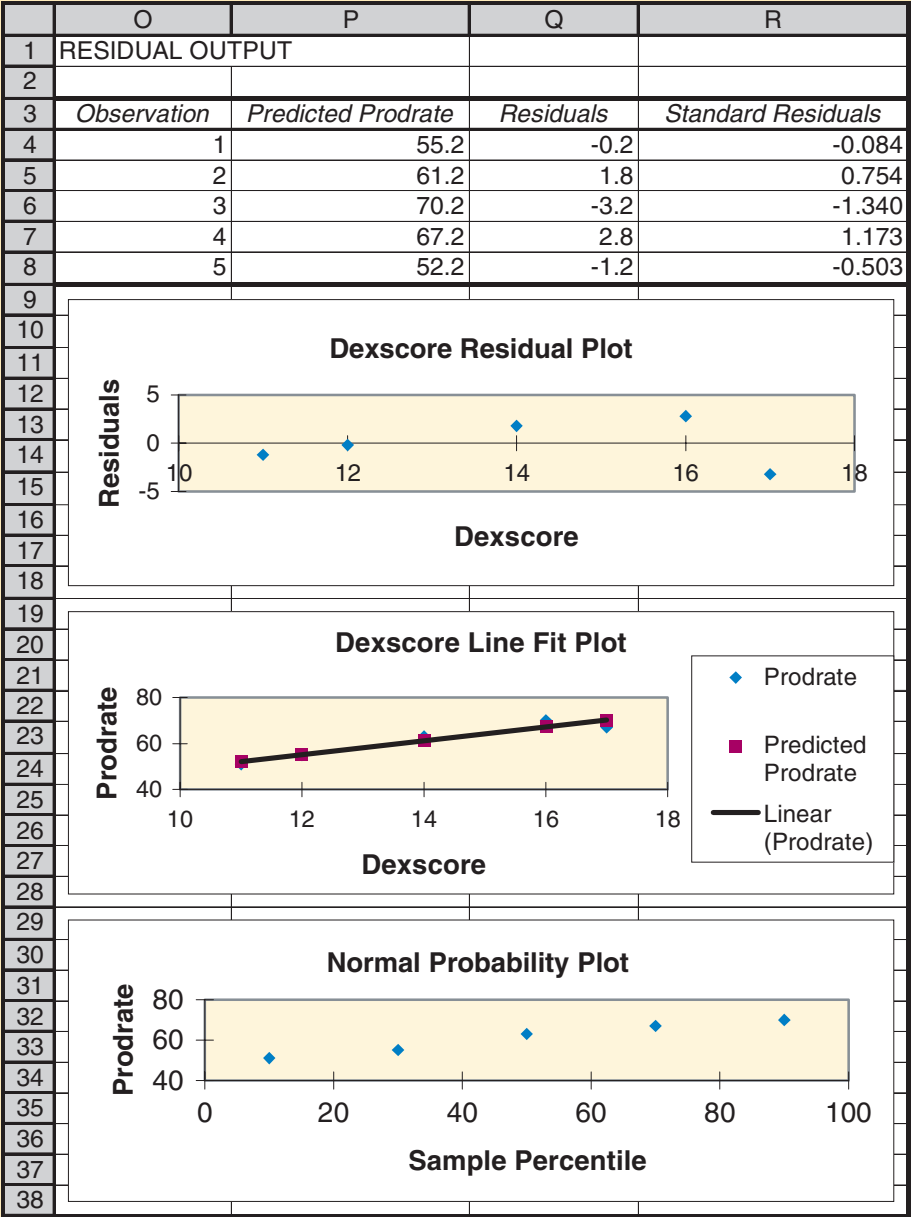 O P Q R
1 RESIDUAL OUTPUT
2
3 Observation Predicted Prodrate Residuals Standard Residuals
4 1 55.2 -0.2 -0.084
5 2 61.2 1.8 0.754
6 3 70.2 -3.2 -1.340
7 4 67.2 2.8 1.173
8 5 52.2 -1.2 -0.503
9
10
11
12
13
14
15
16
17
18
Dexscore Residual Plot
Residuals
5
0
-5
10 12 14 16 18
Dexscore
19
20
21
22
23
24
25
26
27
28
Dexscore Line Fit Plot
Prodrate
80
60
40
10 12 14 16 18
Dexscore
Prodrate
Predicted
Prodrate
Linear
(Prodrate)
29
30
31
32
33
34
35
36
37
38
Normal Probability Plot
Prodrate
80
60
40
0 20 40 60 80 100
Sample Percentile